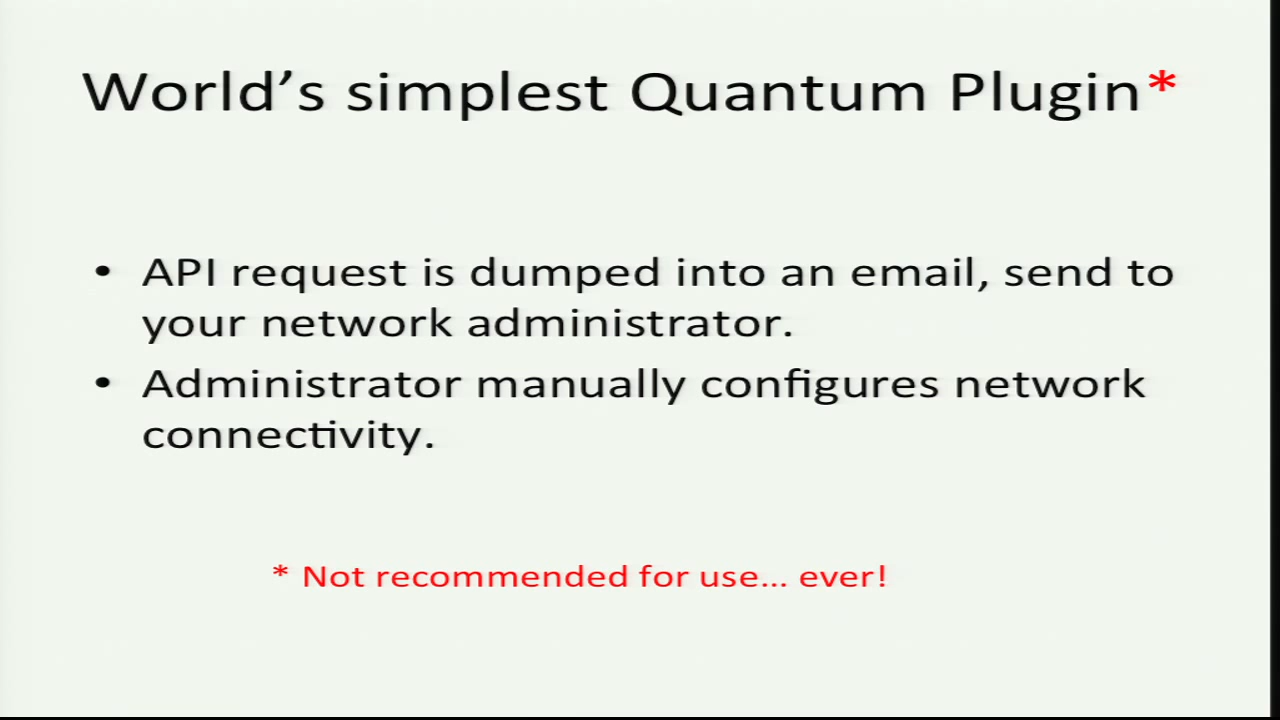 World’s simplest Quantum Plugin*
• API request is dumped into an email, send to
your network administrator.
• Administrator manually configures network
connectivity.
* Not recommended for use... ever!